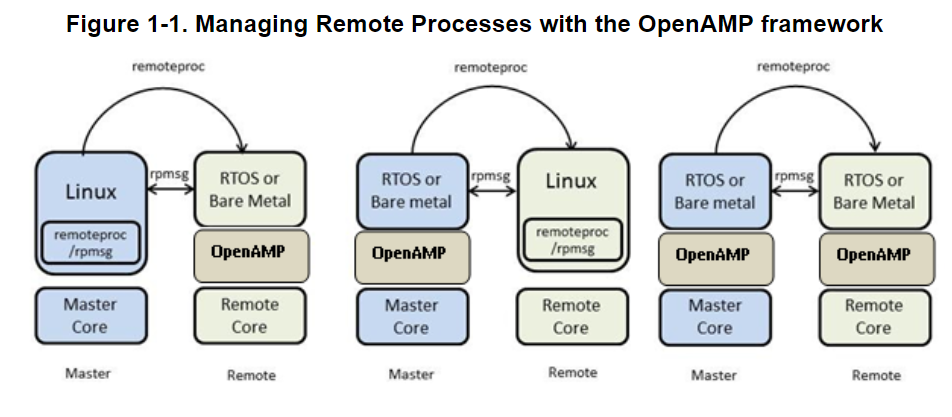 Figure 1-1. Managing Remote Processes with the OpenAMP framework
remoteproc
Linux
remoteproc
/rpmsg
rpmsg
RTOS or
Bare Metal
OpenAMP
Master
Core
Remote
Core
Master
Remote
remoteproc
RTOS or
Bare metal
OpenAMP
rpmsg
Linux
remoteproc
/rpmsg
Master
Core
Remote
Core
Master
Remote
remoteproc
RTOS or
Bare metal
OpenAMP
rpmsg
RTOS or
Bare Metal
OpenAMP
Master
Core
Remote
Core
Master
Remote